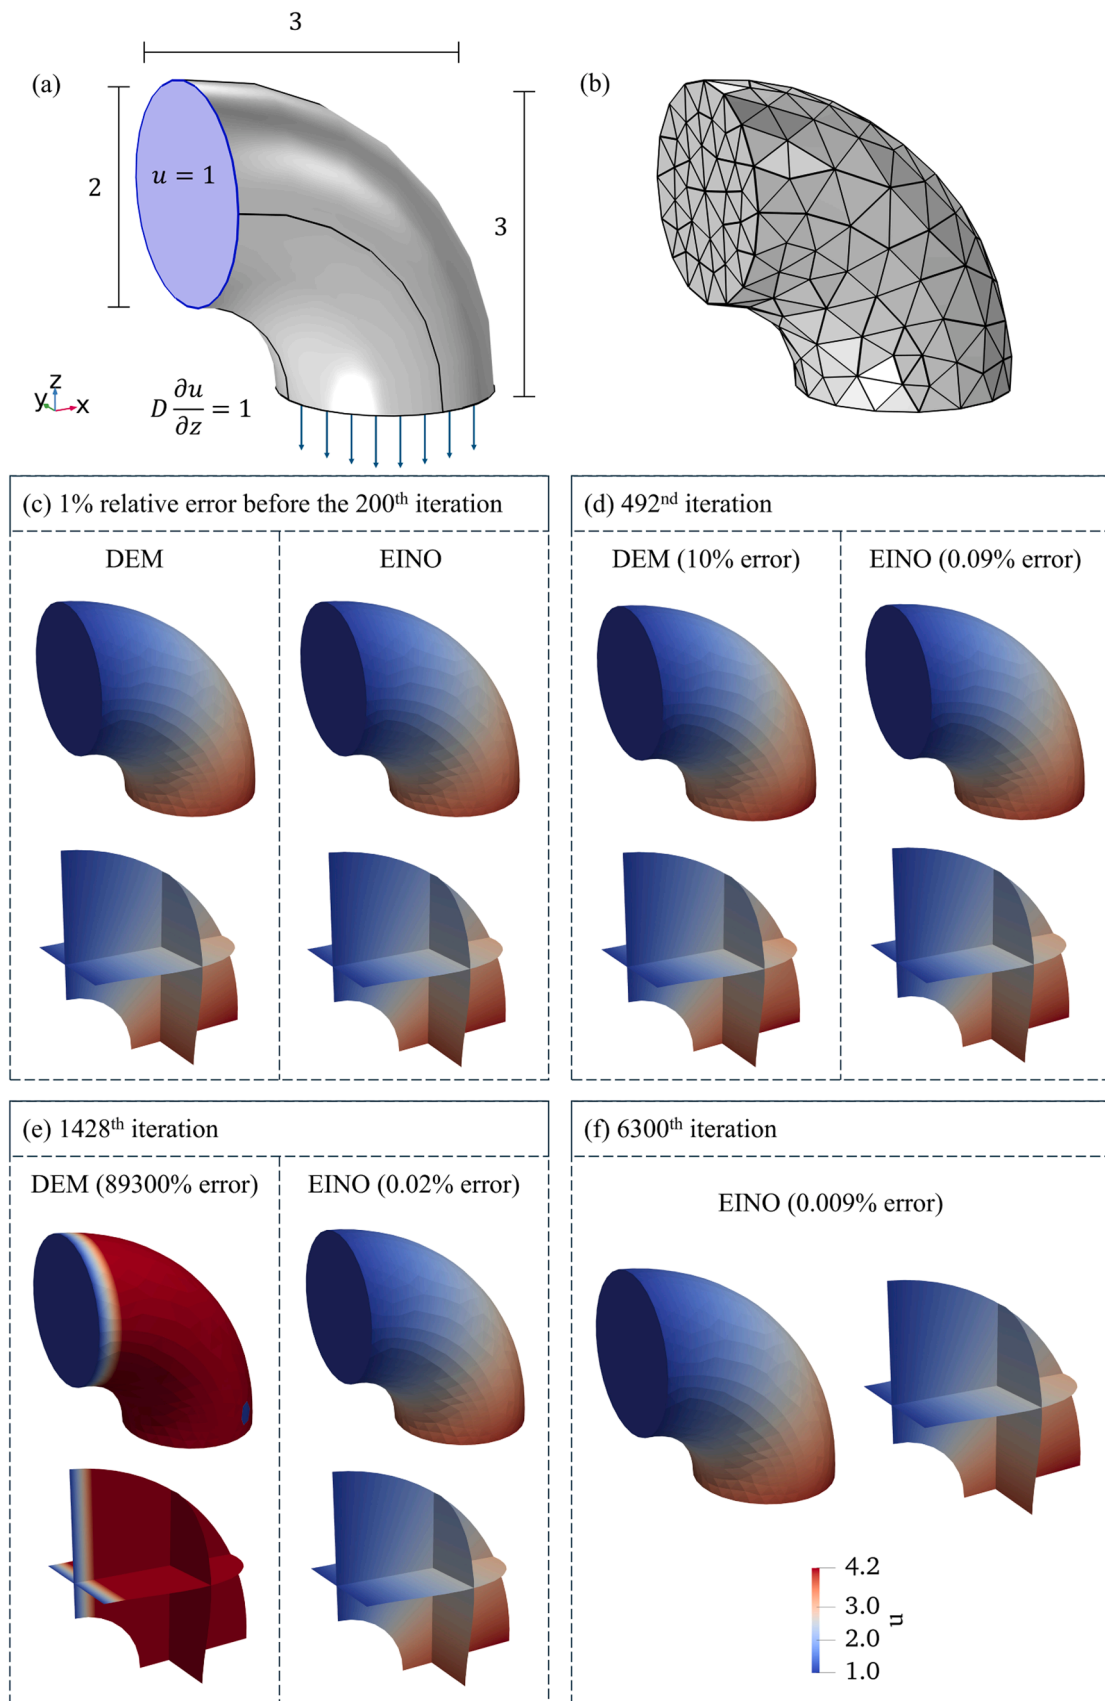 3
(a)
(b)
u = 1
2
3
z
y
x
D ∂u/∂z = 1
(c) 1% relative error before the 200th iteration
DEM
EINO
(d) 492nd iteration
DEM (10% error)
EINO (0.09% error)
(e) 1428th iteration
DEM (89300% error)
EINO (0.02% error)
(f) 6300th iteration
EINO (0.009% error)
4.2
3.0
2.0
1.0
u